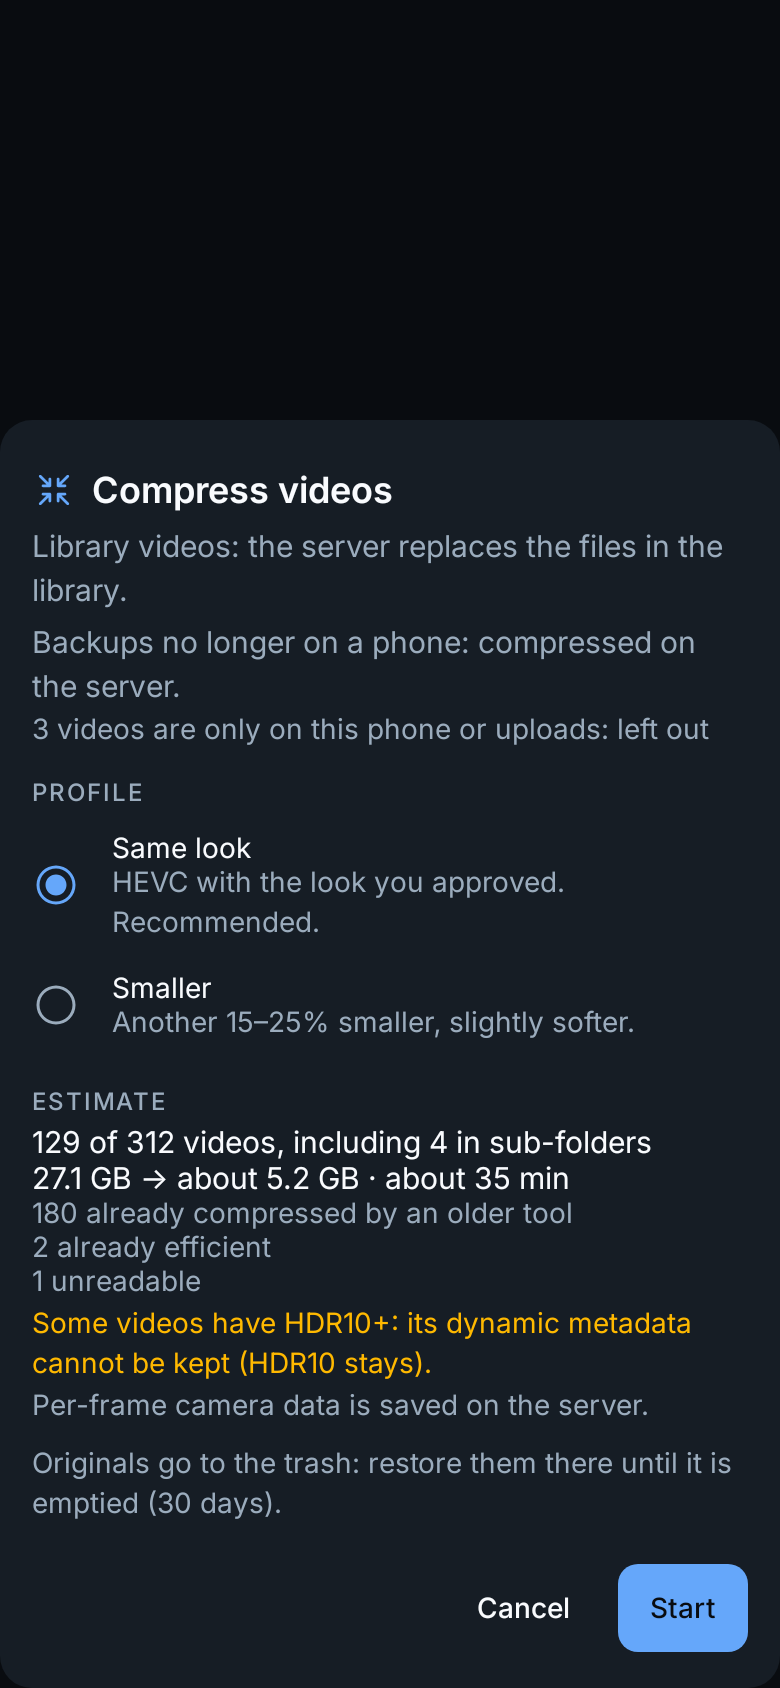 Compress videos
Library videos: the server replaces the files in the
library.
Backups no longer on a phone: compressed on
the server.
3 videos are only on this phone or uploads: left out
PROFILE
Same look
HEVC with the look you approved.
Recommended.
Smaller
Another 15–25% smaller, slightly softer.
ESTIMATE
129 of 312 videos, including 4 in sub-folders
27.1 GB → about 5.2 GB · about 35 min
180 already compressed by an older tool
2 already efficient
1 unreadable
Some videos have HDR10+: its dynamic metadata
cannot be kept (HDR10 stays).
Per-frame camera data is saved on the server.
Originals go to the trash: restore them there until it is
emptied (30 days).
Cancel
Start